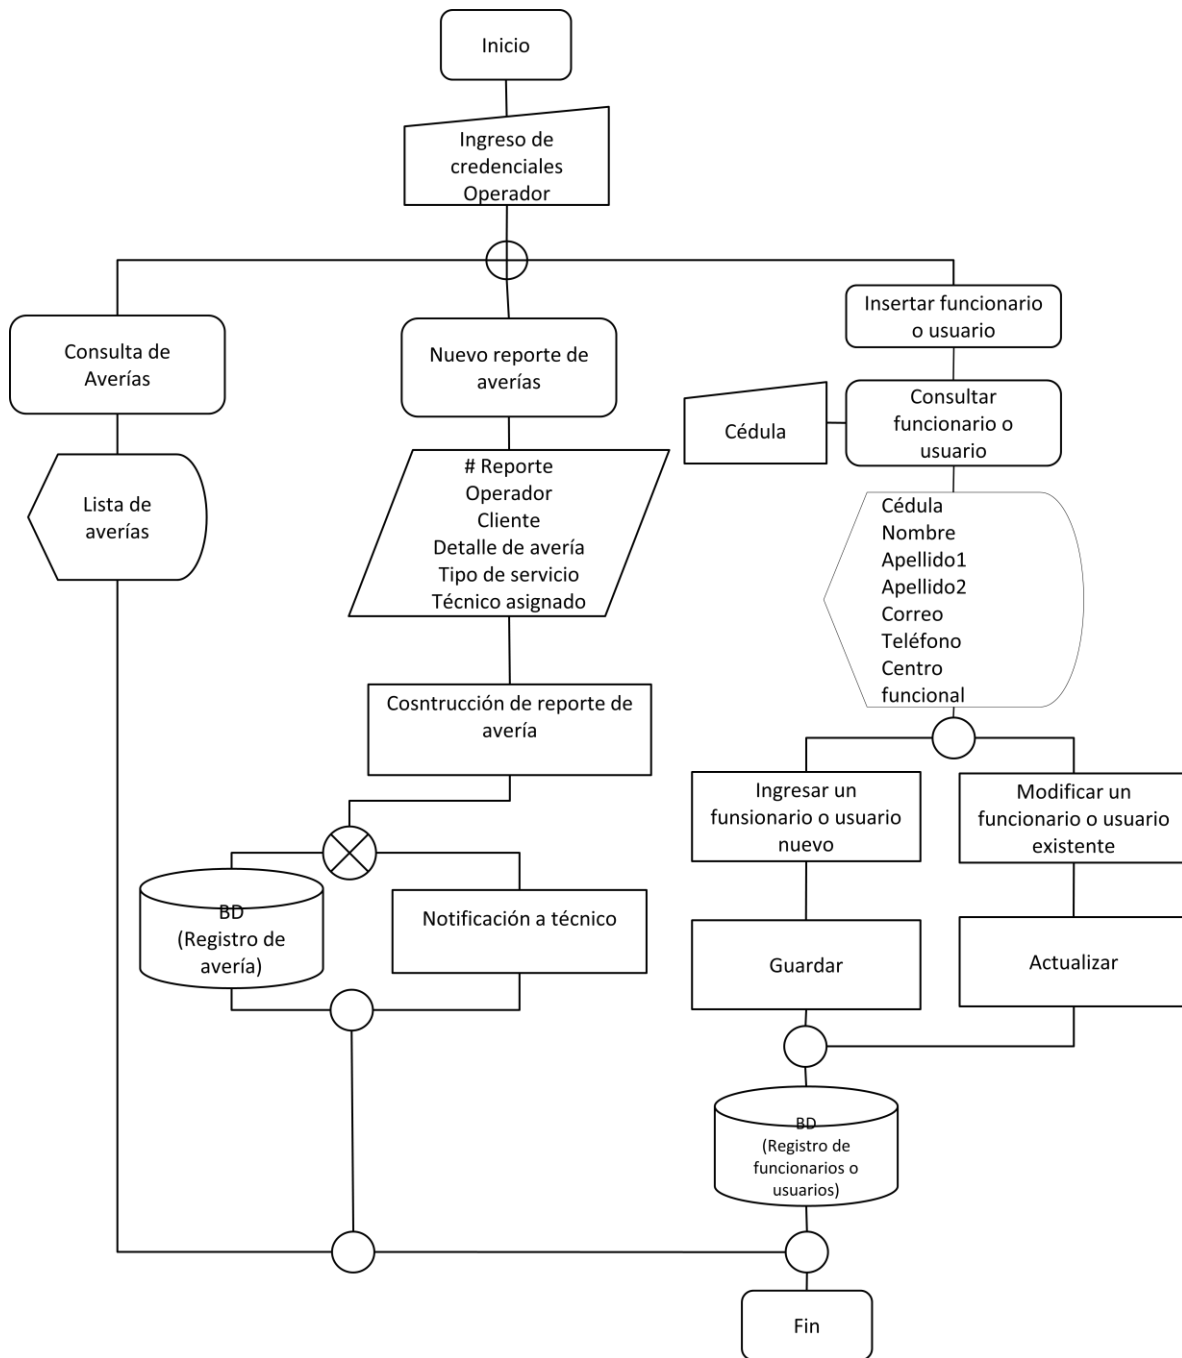 Inicio
Ingreso de
credenciales
Operador
Insertar funcionario
o usuario
Consulta de
Averías
Nuevo reporte de
averías
Consultar
funcionario o
usuario
Cédula
Lista de
averías
# Reporte
Operador
Cliente
Detalle de avería
Tipo de servicio
Técnico asignado
Cédula
Nombre
Apellido1
Apellido2
Correo
Teléfono
Centro
funcional
Cosntrucción de reporte de
avería
Ingresar un
funsionario o usuario
nuevo
Modificar un
funcionario o usuario
existente
BD
(Registro de
avería)
Notificación a técnico
Guardar
Actualizar
BD
(Registro de
funcionarios o
usuarios)
Fin